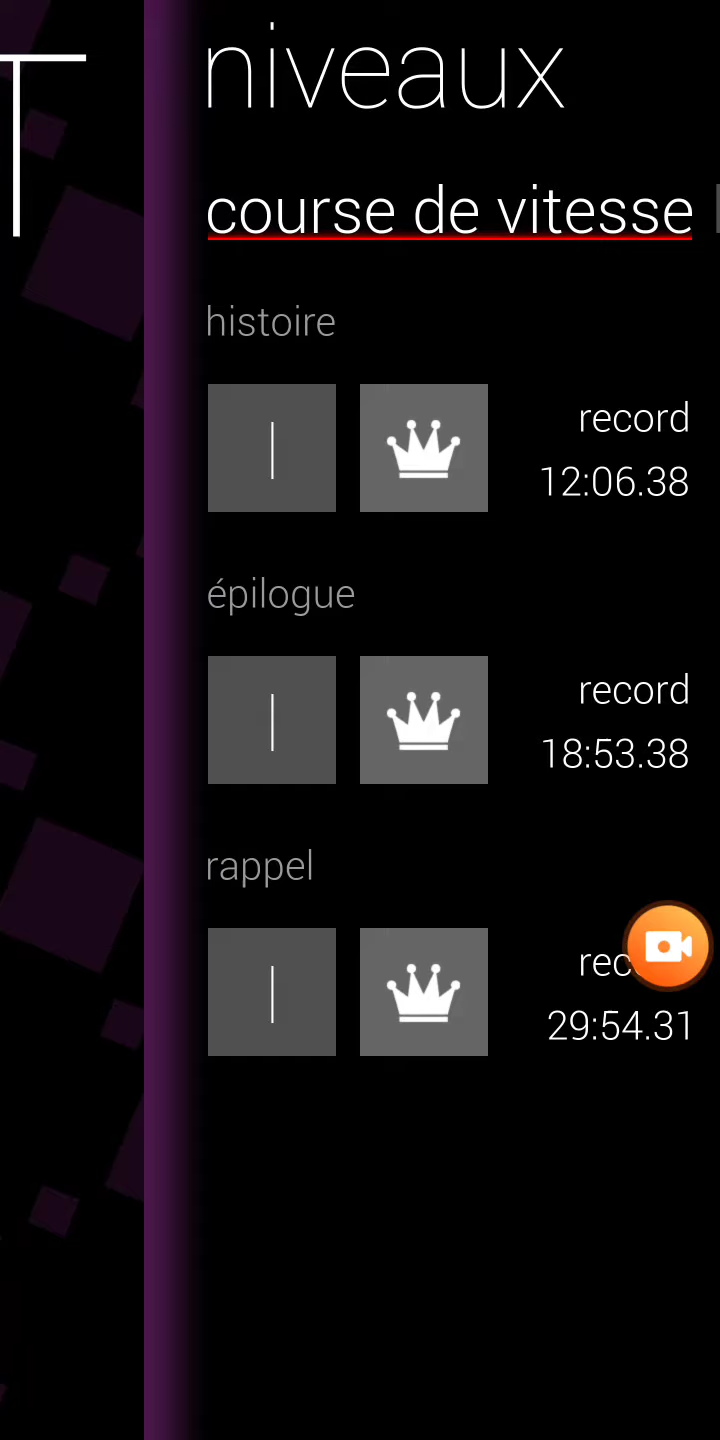 T
niveaux
course de vitesse
histoire
I
record
12:06.38
épilogue
I
record
18:53.38
rappel
I
29:54.31